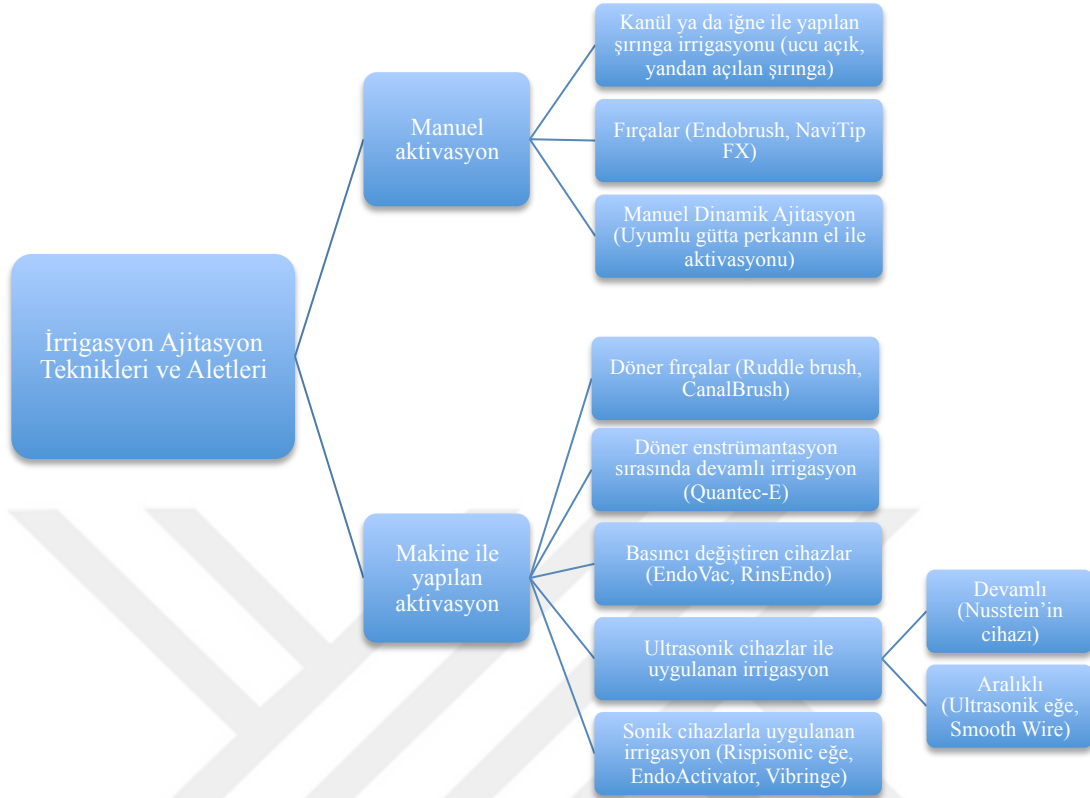 İrrigasyon Ajitasyon
Teknikleri ve Aletleri
Manuel
aktivasyon
Kanül ya da iğne ile yapılan
şırınga irrigasyonu (ucu açık,
yandan açılan şırınga)
Fırçalar (Endobrush, NaviTip
FX)
Manuel Dinamik Ajitasyon
(Uyumlu gütta perkanın el ile
aktivasyonu)
Makine ile
yapılan
aktivasyon
Döner fırçalar (Ruddle brush,
CanalBrush)
Döner enstrümantasyon
sırasında devamlı irrigasyon
(Quantec-E)
Basıncı değiştiren cihazlar
(EndoVac, RinsEndo)
Ultrasonik cihazlar ile
uygulanan irrigasyon
Devamlı
(Nusstein’in
cihazı)
Aralıklı
(Ultrasonik eğe,
Smooth Wire)
Sonik cihazlarla uygulanan
irrigasyon (Rispisonic eğe,
EndoActivator, Vibringe)